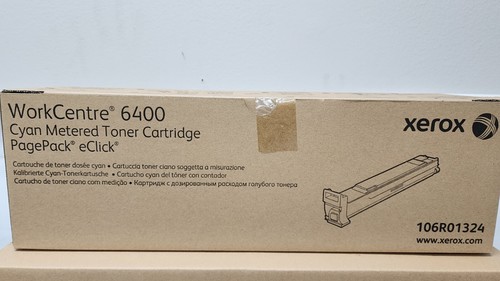 WorkCentre® 6400
Cyan Metered Toner Cartridge
PagePack® eClick®
Cartouche de toner dosée cyan • Cartuccia toner ciano soggetta a misurazione
Kalibrierte Cyan-Tonerkartusche • Cartucho cyan del tóner con contador
Cartucho de toner ciano com medição • Картридж с дозированным расходом голубого тонера
xerox
106R01324
www.xerox.com